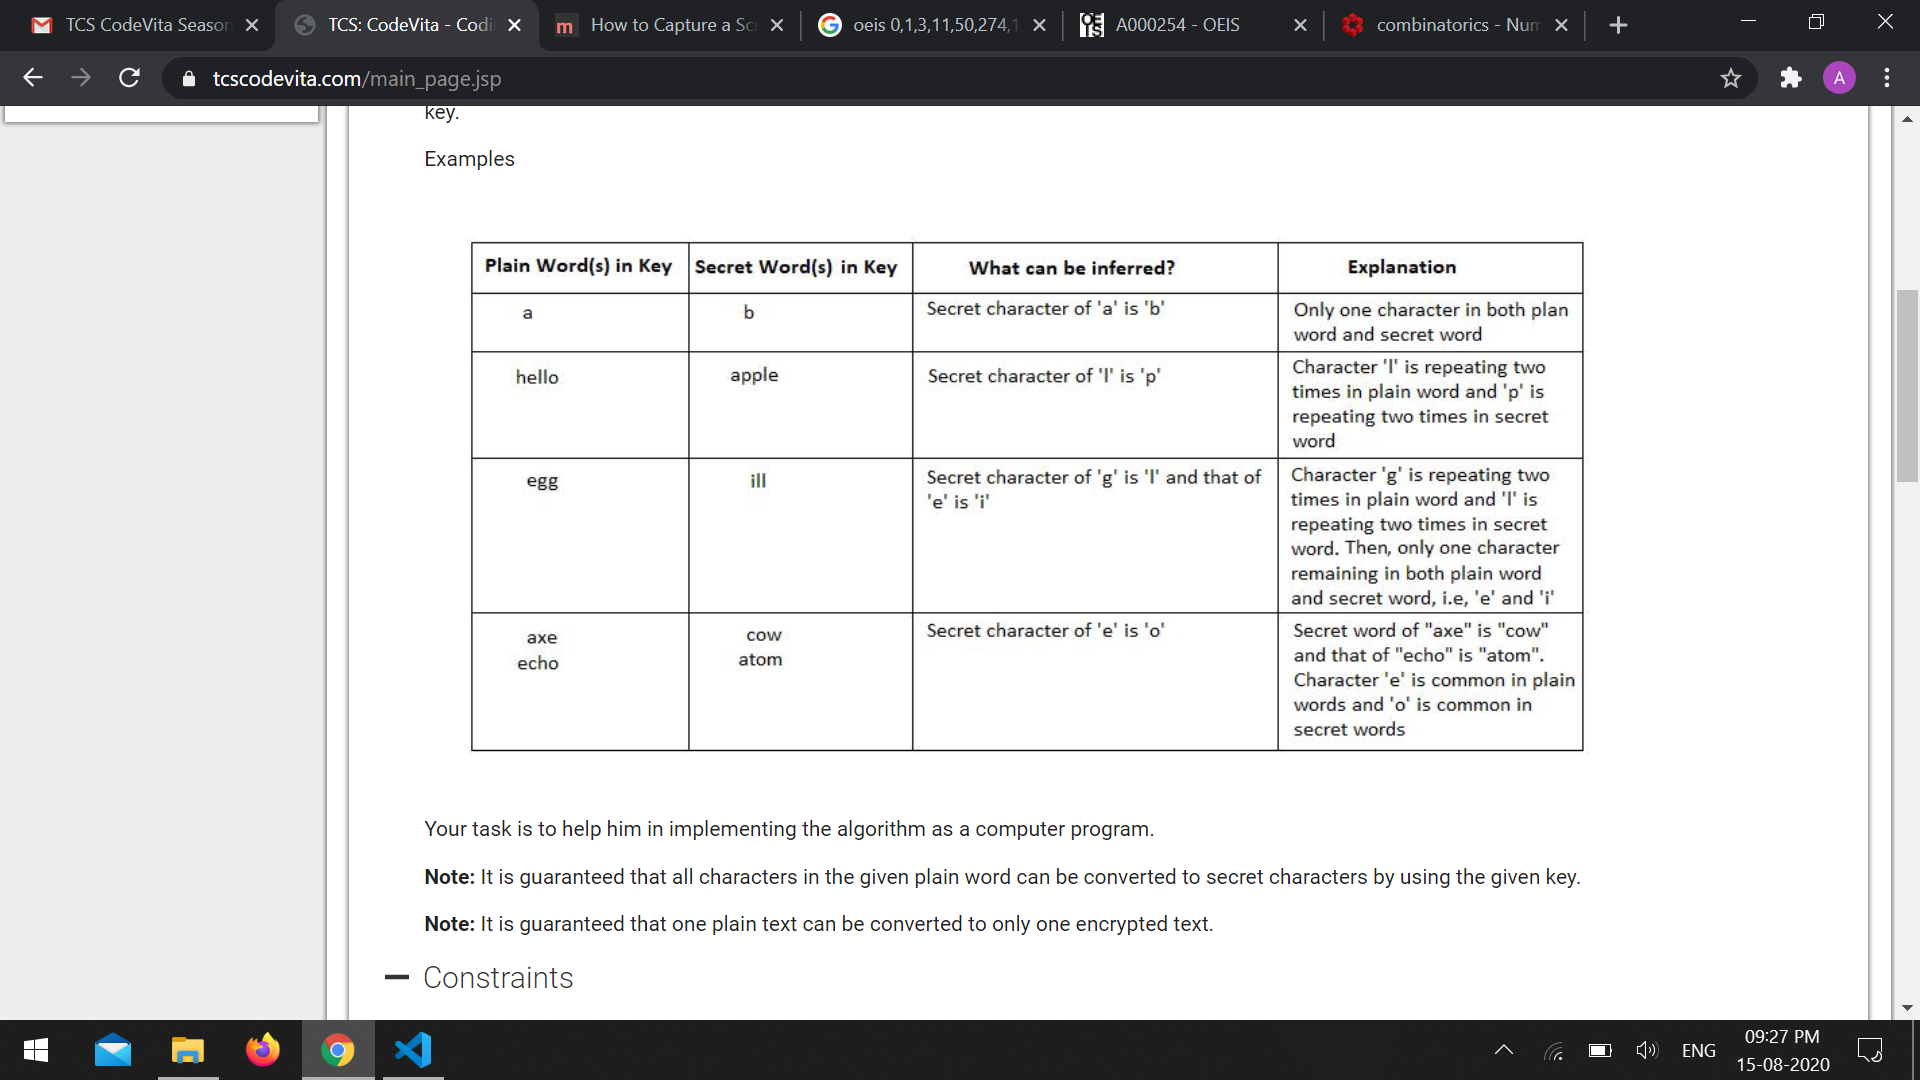 TCS CodeVita Season
TCS: CodeVita - Codi
m How to Capture a Sc
oeis 0,1,3,11,50,274,1
A000254 - OEIS
combinatorics - Num
tcscodevita.com/main_page.jsp
A
key.
Examples
Plain Word(s) in Key Secret Word(s) in Key What can be inferred? Explanation
a b Secret character of 'a' is 'b' Only one character in both plan
word and secret word
hello apple Secret character of 'l' is 'p' Character 'l' is repeating two
times in plain word and 'p' is
repeating two times in secret
word
egg ill Secret character of 'g' is 'l' and that of
'e' is 'i'
Character 'g' is repeating two
times in plain word and 'l' is
repeating two times in secret
word. Then, only one character
remaining in both plain word
and secret word, i.e, 'e' and 'i'
axe cow Secret character of 'e' is 'o'
echo atom
Secret word of "axe" is "cow"
and that of "echo" is "atom".
Character 'e' is common in plain
words and 'o' is common in
secret words
Your task is to help him in implementing the algorithm as a computer program.
Note: It is guaranteed that all characters in the given plain word can be converted to secret characters by using the given key.
Note: It is guaranteed that one plain text can be converted to only one encrypted text.
Constraints
ENG
09:27 PM
15-08-2020